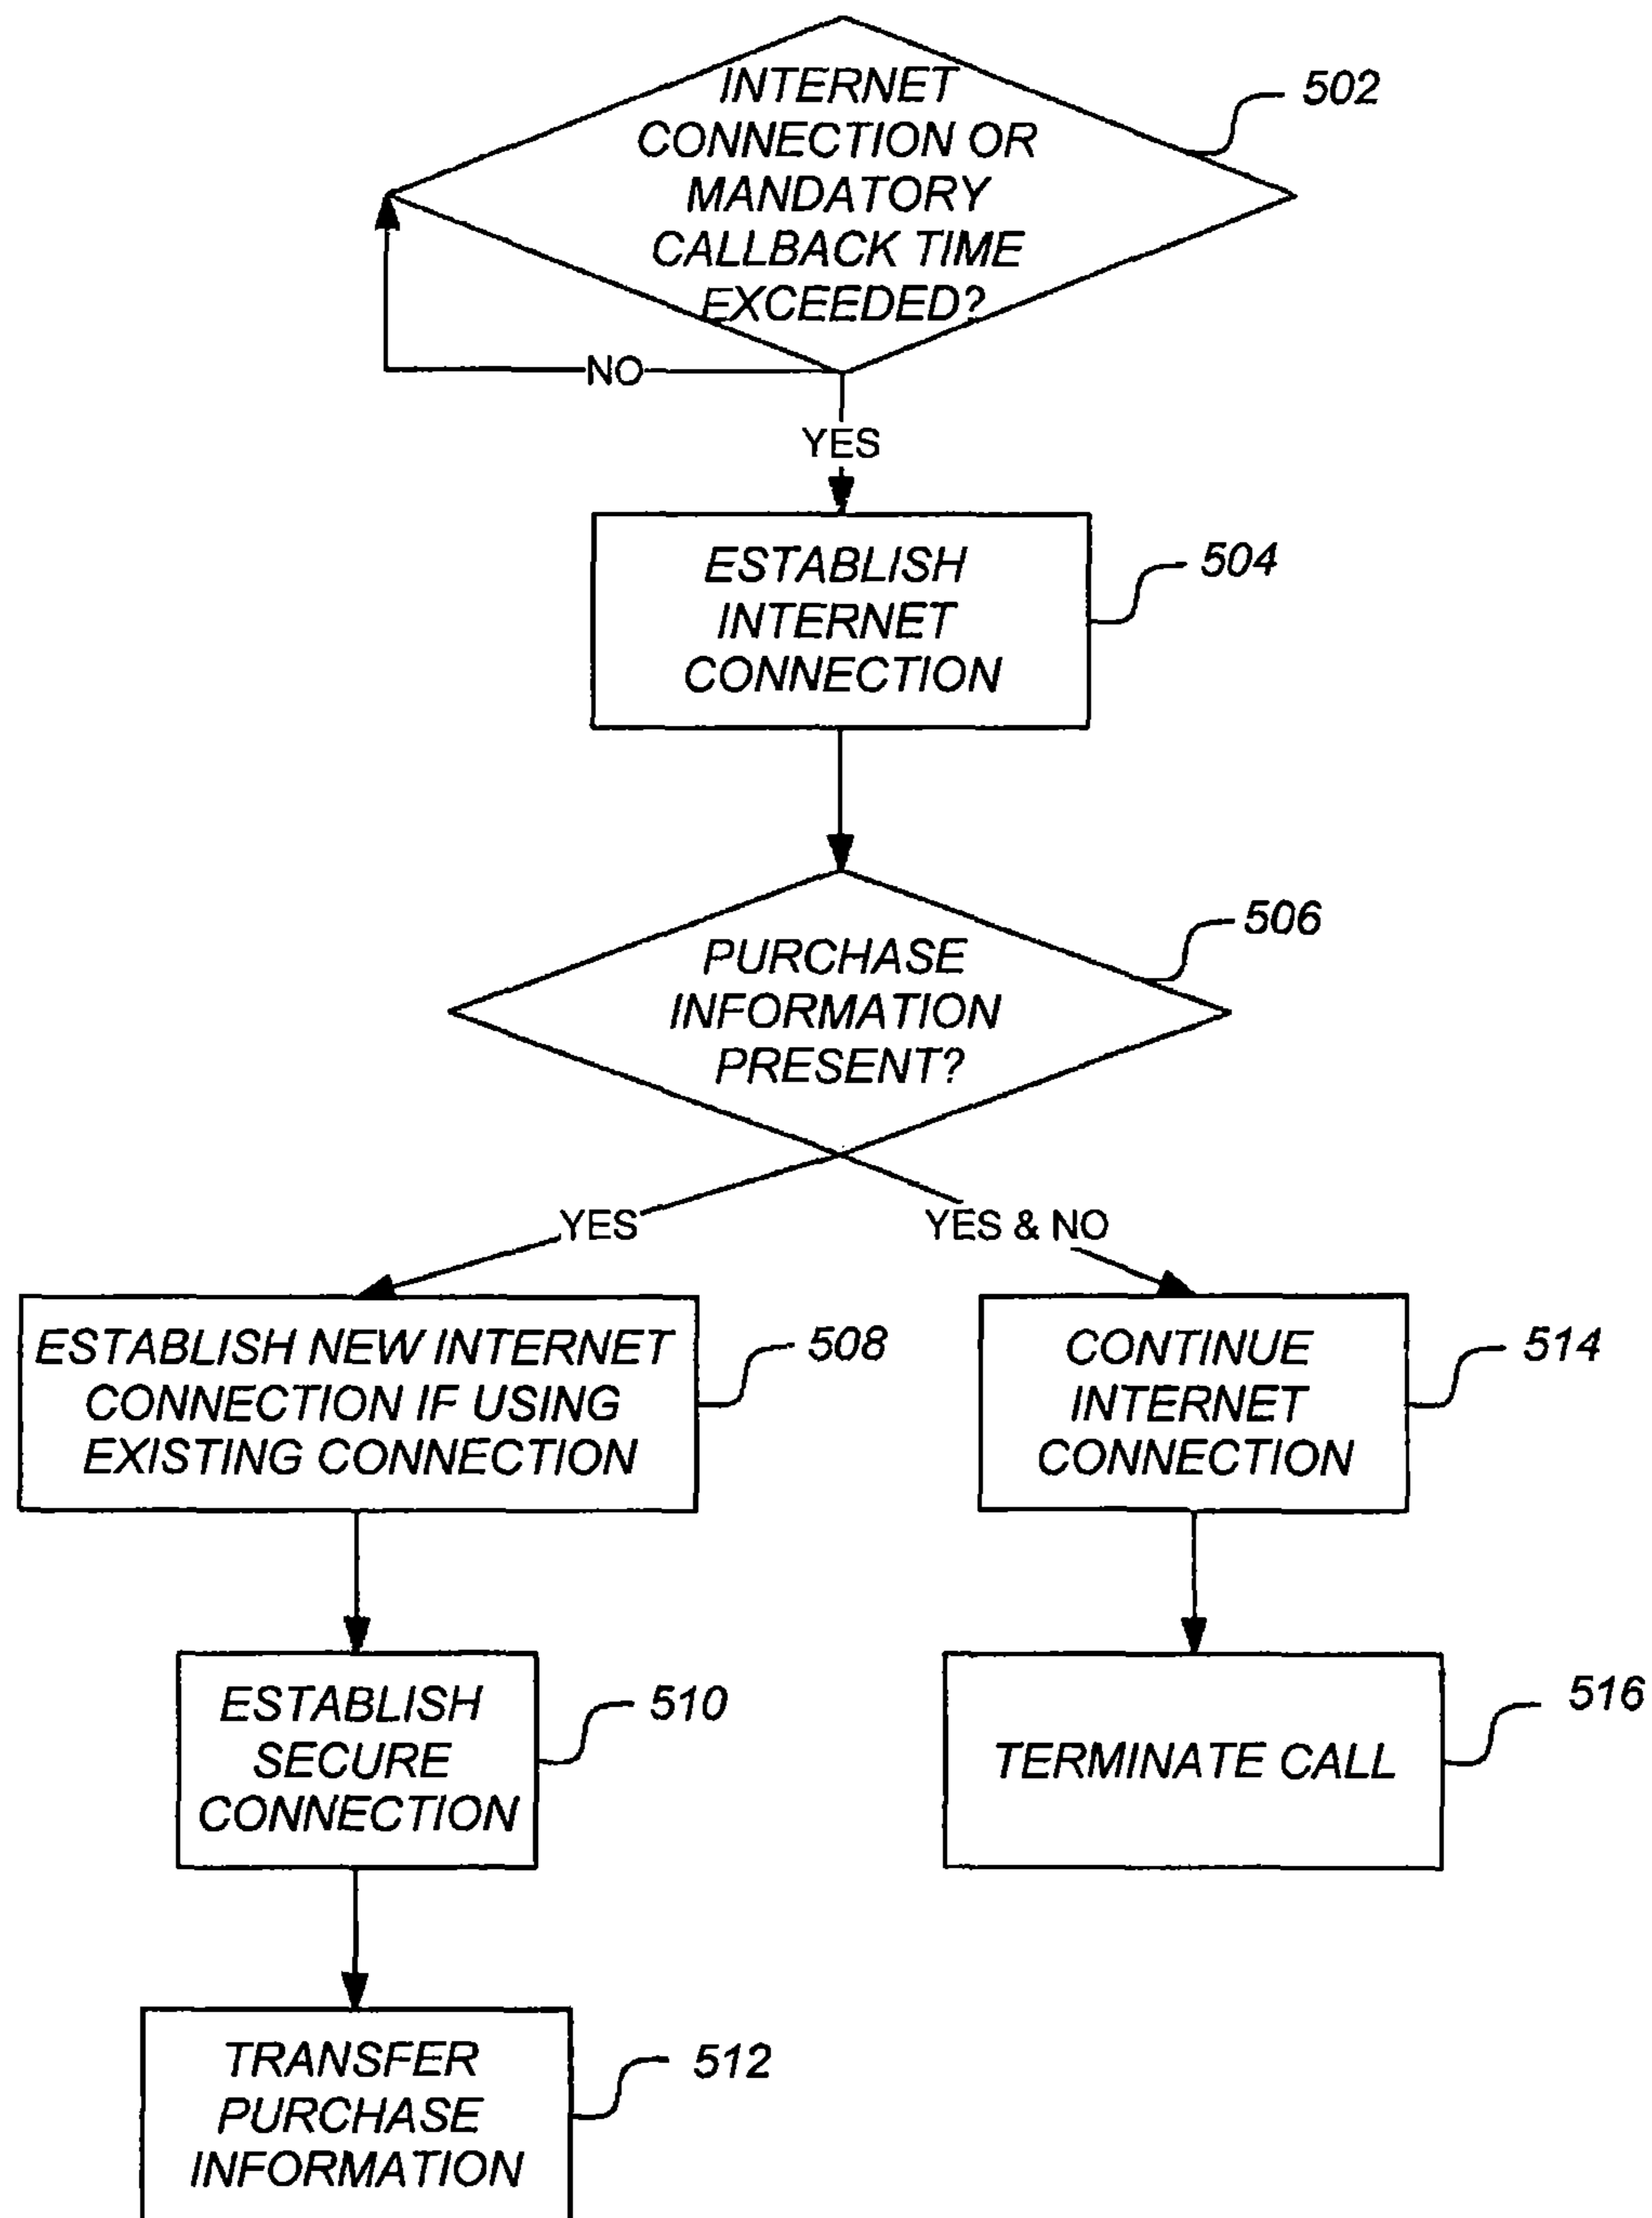 INTERNET
CONNECTION OR
MANDATORY
CALLBACK TIME
EXCEEDED?
502
NO
YES
ESTABLISH
INTERNET
CONNECTION
504
PURCHASE
INFORMATION
PRESENT?
506
YES
YES & NO
ESTABLISH NEW INTERNET
CONNECTION IF USING
EXISTING CONNECTION
508
CONTINUE
INTERNET
CONNECTION
514
ESTABLISH
SECURE
CONNECTION
510
TERMINATE CALL
516
TRANSFER
PURCHASE
INFORMATION
512